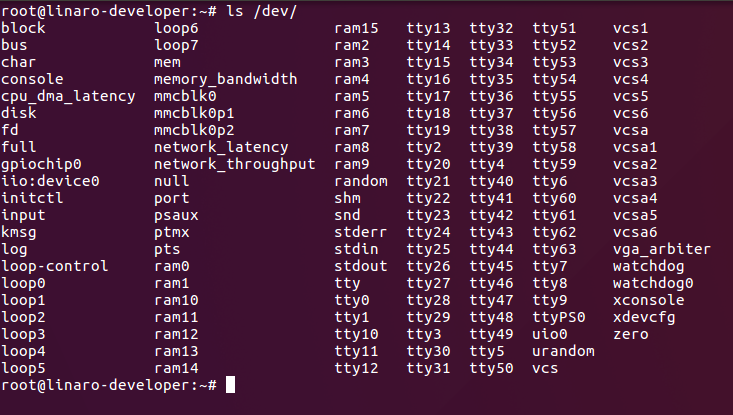 root@linaro-developer:~# ls /dev/
block loop6 ram15 tty13 tty32 tty51 vcs1
bus loop7 ram2 tty14 tty33 tty52 vcs2
char mem ram3 tty15 tty34 tty53 vcs3
console memory_bandwidth ram4 tty16 tty35 tty54 vcs4
cpu_dma_latency mmcblk0 ram5 tty17 tty36 tty55 vcs5
disk mmcblk0p1 ram6 tty18 tty37 tty56 vcs6
fd mmcblk0p2 ram7 tty19 tty38 tty57 vcsa
full network_latency ram8 tty2 tty39 tty58 vcsa1
gpiochip0 network_throughput ram9 tty20 tty4 tty59 vcsa2
iio:device0 null random tty21 tty40 tty6 vcsa3
initctl port shm tty22 tty41 tty60 vcsa4
input psaux snd tty23 tty42 tty61 vcsa5
kmsg ptmx stderr tty24 tty43 tty62 vcsa6
log pts stdin tty25 tty44 tty63 vga_arbiter
loop-control ram0 stdout tty26 tty45 tty7 watchdog
loop0 ram1 tty tty27 tty46 tty8 watchdog0
loop1 ram10 tty0 tty28 tty47 tty9 xconsole
loop2 ram11 tty1 tty29 tty48 ttyPS0 xdevcfg
loop3 ram12 tty10 tty3 tty49 uio0 zero
loop4 ram13 tty11 tty30 tty5 urandom
loop5 ram14 tty12 tty31 tty50 vcs
root@linaro-developer:~#